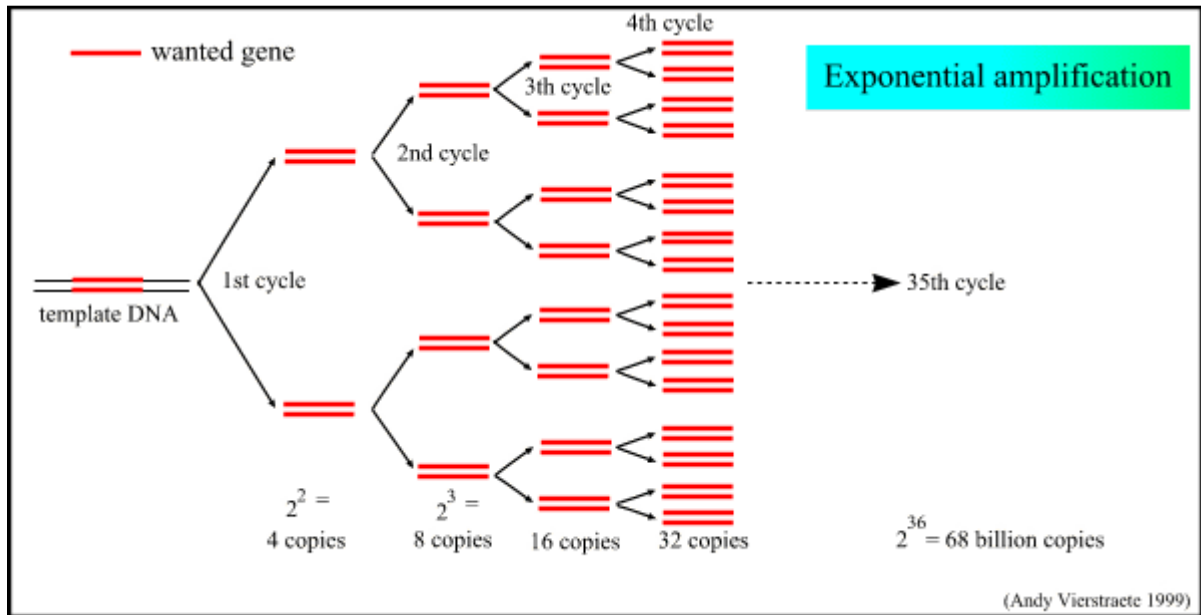 wanted gene
4th cycle
Exponential amplification
3th cycle
2nd cycle
1st cycle
template DNA
35th cycle
2^2 =
4 copies
2^3 =
8 copies
16 copies
32 copies
2^36 = 68 billion copies
(Andy Vierstraete 1999)